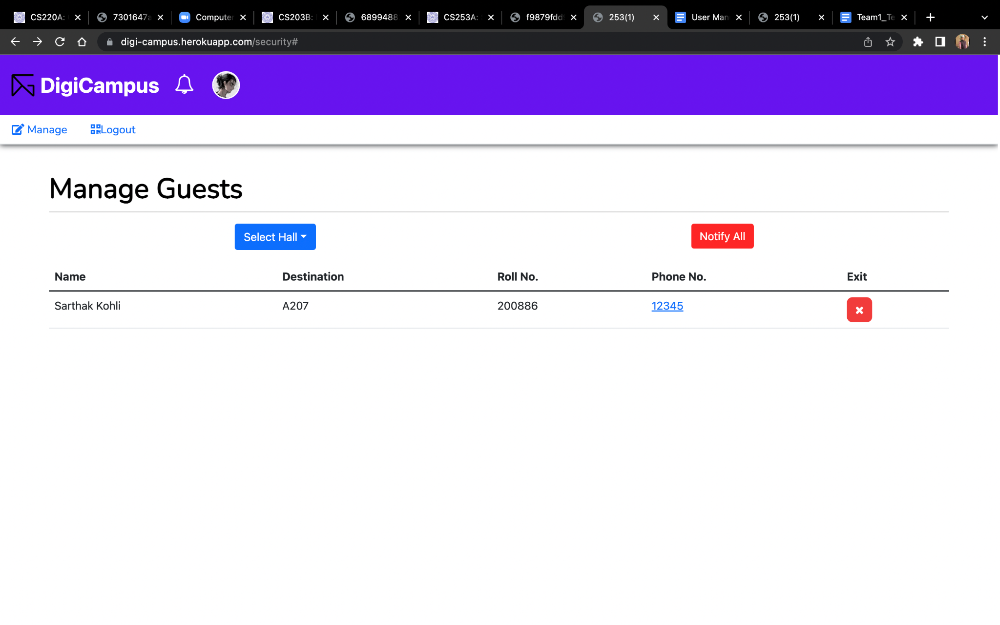 CS220A: 7301647a Computer CS203B: 6899488 CS253A: f9879fdd 253(1) User Man 253(1) Team1_Te
digi-campus.herokuapp.com/security#
DigiCampus
Manage Logout
Manage Guests
Select Hall Notify All
Name Destination Roll No. Phone No. Exit
Sarthak Kohli A207 200886 12345